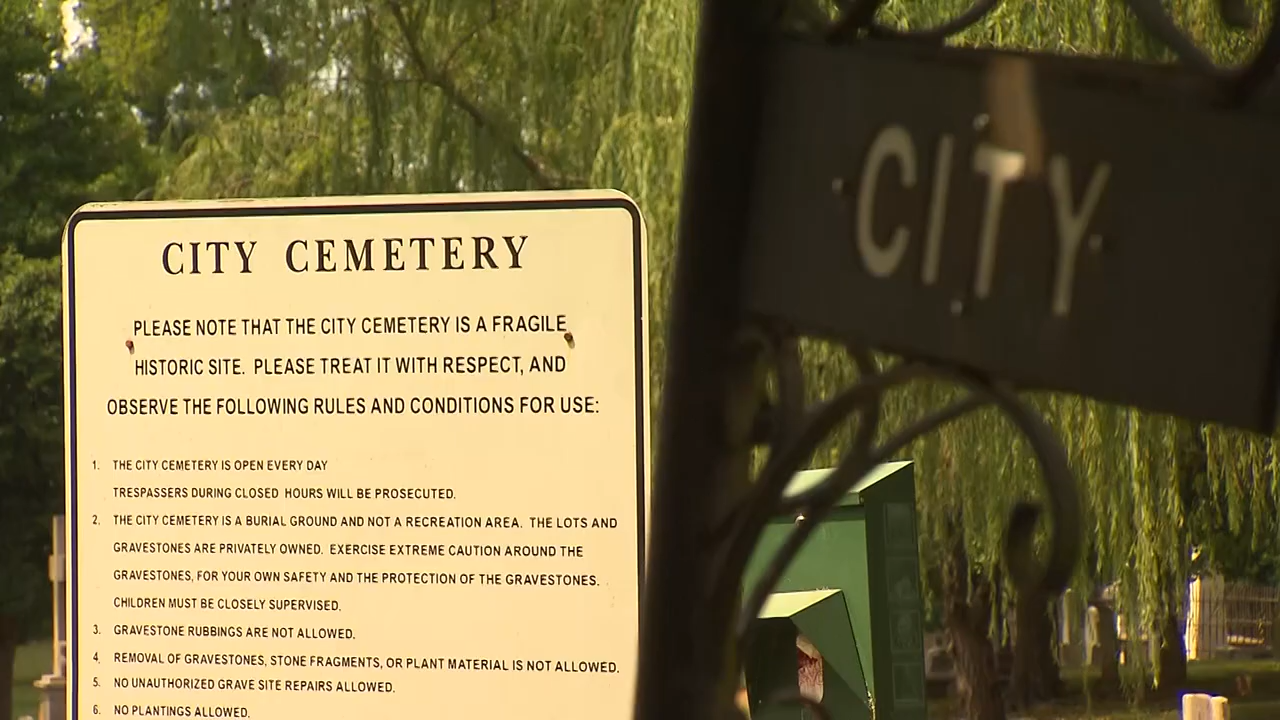 CITY CEMETERY
PLEASE NOTE THAT THE CITY CEMETERY IS A FRAGILE
HISTORIC SITE. PLEASE TREAT IT WITH RESPECT, AND
OBSERVE THE FOLLOWING RULES AND CONDITIONS FOR USE:
1. THE CITY CEMETERY IS OPEN EVERY DAY
TRESPASSERS DURING CLOSED HOURS WILL BE PROSECUTED.
2. THE CITY CEMETERY IS A BURIAL GROUND AND NOT A RECREATION AREA. THE LOTS AND
GRAVESTONES ARE PRIVATELY OWNED. EXERCISE EXTREME CAUTION AROUND THE
GRAVESTONES, FOR YOUR OWN SAFETY AND THE PROTECTION OF THE GRAVESTONES.
CHILDREN MUST BE CLOSELY SUPERVISED.
3. GRAVESTONE RUBBINGS ARE NOT ALLOWED.
4. REMOVAL OF GRAVESTONES, STONE FRAGMENTS, OR PLANT MATERIAL IS NOT ALLOWED.
5. NO UNAUTHORIZED GRAVE SITE REPAIRS ALLOWED.
6. NO PLANTINGS ALLOWED.
CITY